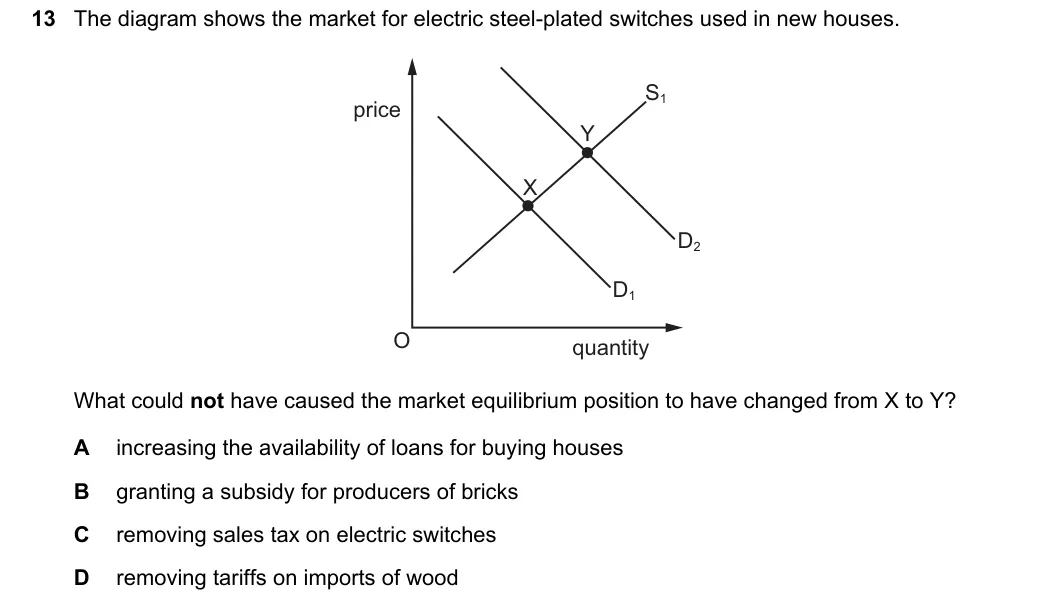 13 The diagram shows the market for electric steel-plated switches used in new houses.
price
S₁
Y
X
D₂
D₁
O
quantity
What could not have caused the market equilibrium position to have changed from X to Y?
A increasing the availability of loans for buying houses
B granting a subsidy for producers of bricks
C removing sales tax on electric switches
D removing tariffs on imports of wood